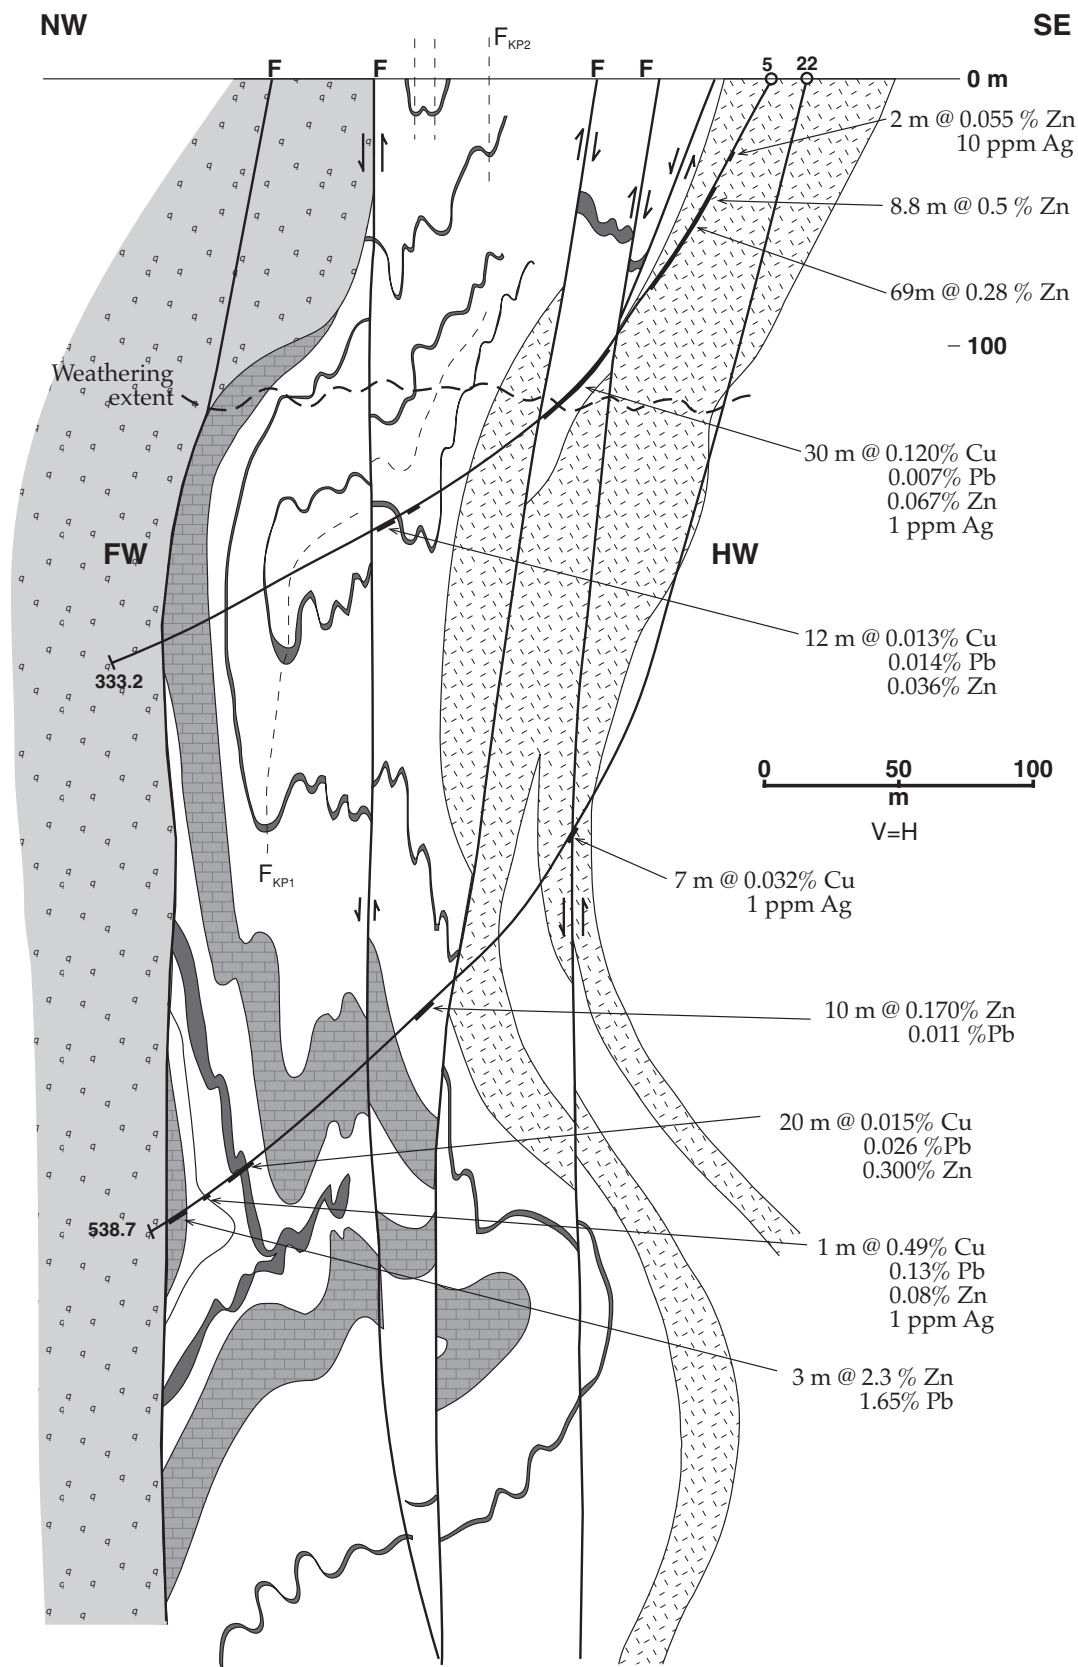 NW
SE
F KP2
F
F
F
F
5
22
0 m
2 m @ 0.055 % Zn
10 ppm Ag
8.8 m @ 0.5 % Zn
69m @ 0.28 % Zn
– 100
Weathering
extent
30 m @ 0.120% Cu
0.007% Pb
0.067% Zn
1 ppm Ag
FW
HW
12 m @ 0.013% Cu
0.014% Pb
0.036% Zn
333.2
0 50 100
m
V=H
F KP1
7 m @ 0.032% Cu
1 ppm Ag
10 m @ 0.170% Zn
0.011 %Pb
20 m @ 0.015% Cu
0.026 %Pb
0.300% Zn
538.7
1 m @ 0.49% Cu
0.13% Pb
0.08% Zn
1 ppm Ag
3 m @ 2.3 % Zn
1.65% Pb